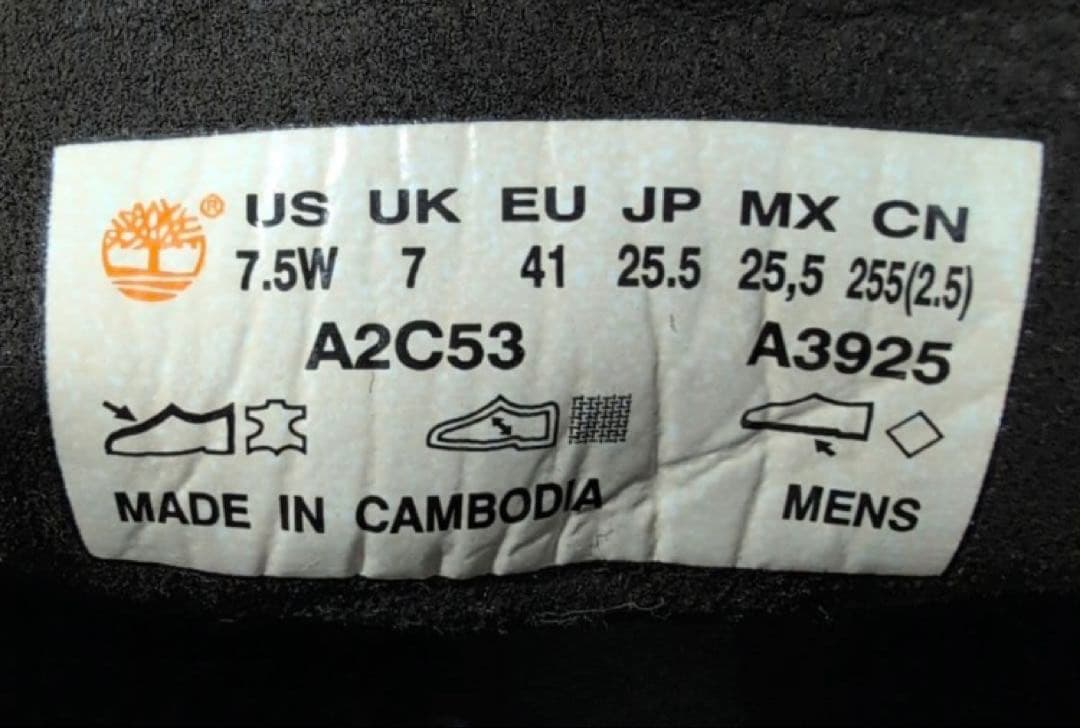 ® US UK EU JP MX CN
7.5W 7 41 25.5 25,5 255(2.5)
A2C53 A3925
MADE IN CAMBODIA MENS